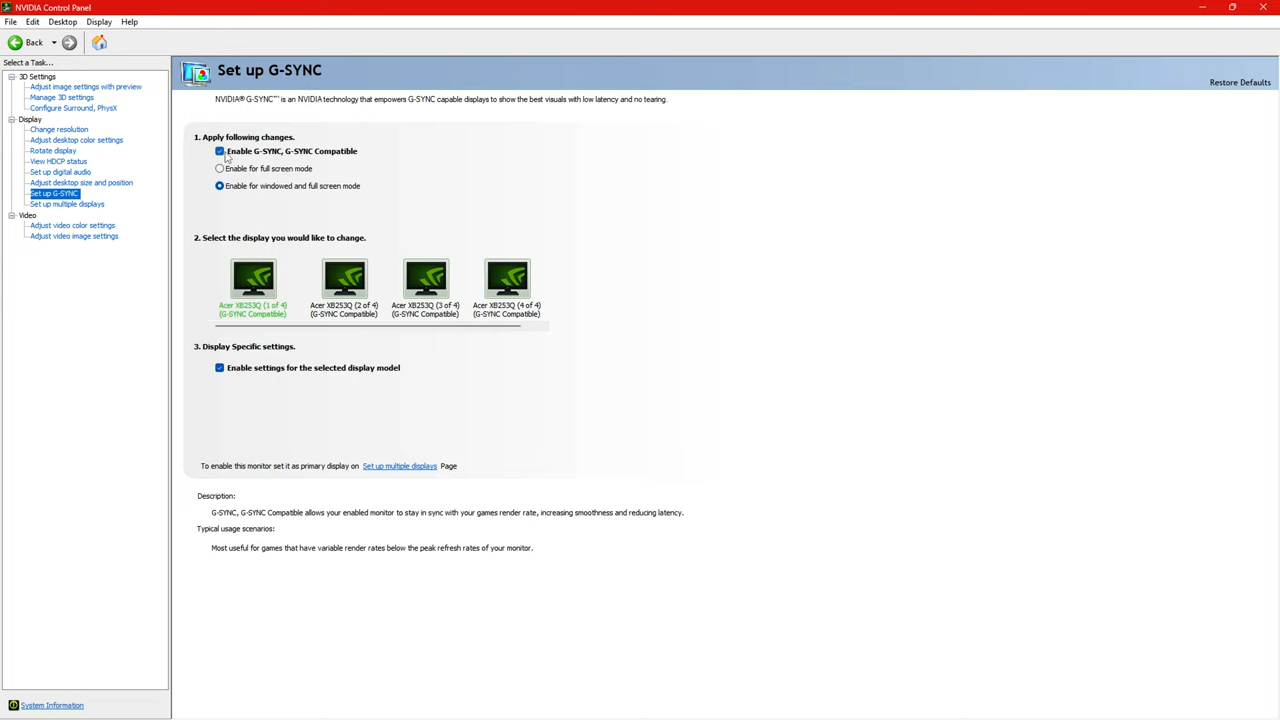 NVIDIA Control Panel
File Edit Desktop Display Help
Back
Select a Task...
3D Settings
Adjust image settings with preview
Manage 3D settings
Configure Surround, PhysX
Display
Change resolution
Adjust desktop color settings
Rotate display
View HDCP status
Set up digital audio
Adjust desktop size and position
Set up G-SYNC
Set up multiple displays
Video
Adjust video color settings
Adjust video image settings
System Information
Set up G-SYNC
Restore Defaults
NVIDIA® G-SYNC™ is an NVIDIA technology that empowers G-SYNC capable displays to show the best visuals with low latency and no tearing.
1. Apply following changes.
Enable G-SYNC, G-SYNC Compatible
Enable for full screen mode
Enable for windowed and full screen mode
2. Select the display you would like to change.
Acer XB253Q (1 of 4) Acer XB253Q (2 of 4) Acer XB253Q (3 of 4) Acer XB253Q (4 of 4)
(G-SYNC Compatible) (G-SYNC Compatible) (G-SYNC Compatible) (G-SYNC Compatible)
3. Display Specific settings.
Enable settings for the selected display model
To enable this monitor set it as primary display on Set up multiple displays Page
Description:
G-SYNC, G-SYNC Compatible allows your enabled monitor to stay in sync with your games render rate, increasing smoothness and reducing latency.
Typical usage scenarios:
Most useful for games that have variable render rates below the peak refresh rates of your monitor.